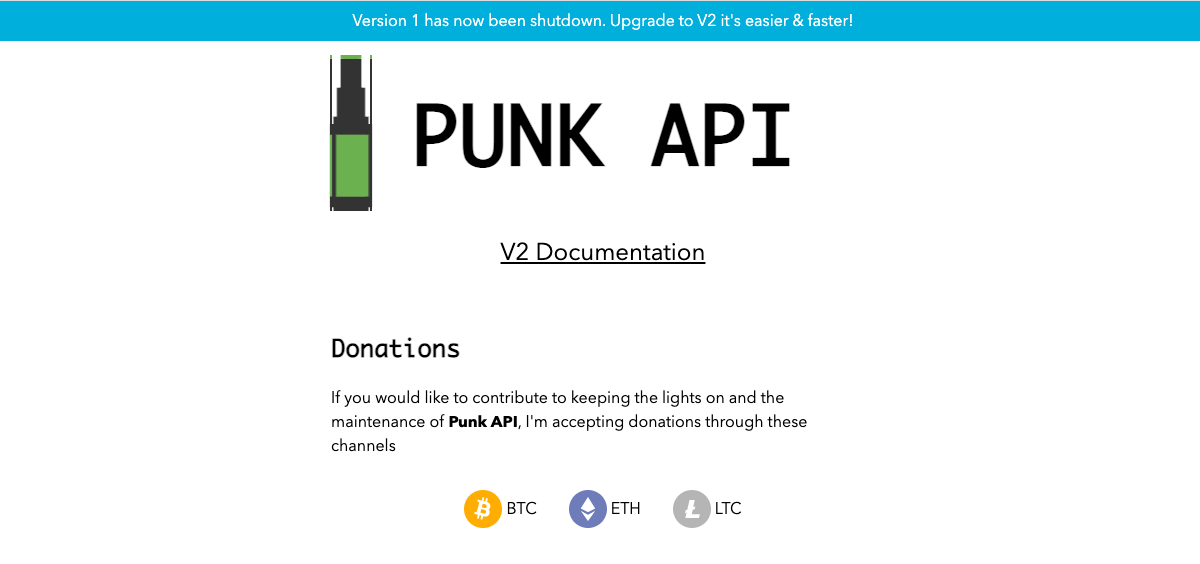 Version 1 has now been shutdown. Upgrade to V2 it's easier & faster!
PUNK API
V2 Documentation
Donations
If you would like to contribute to keeping the lights on and the
maintenance of Punk API, I'm accepting donations through these
channels
BTC ETH LTC